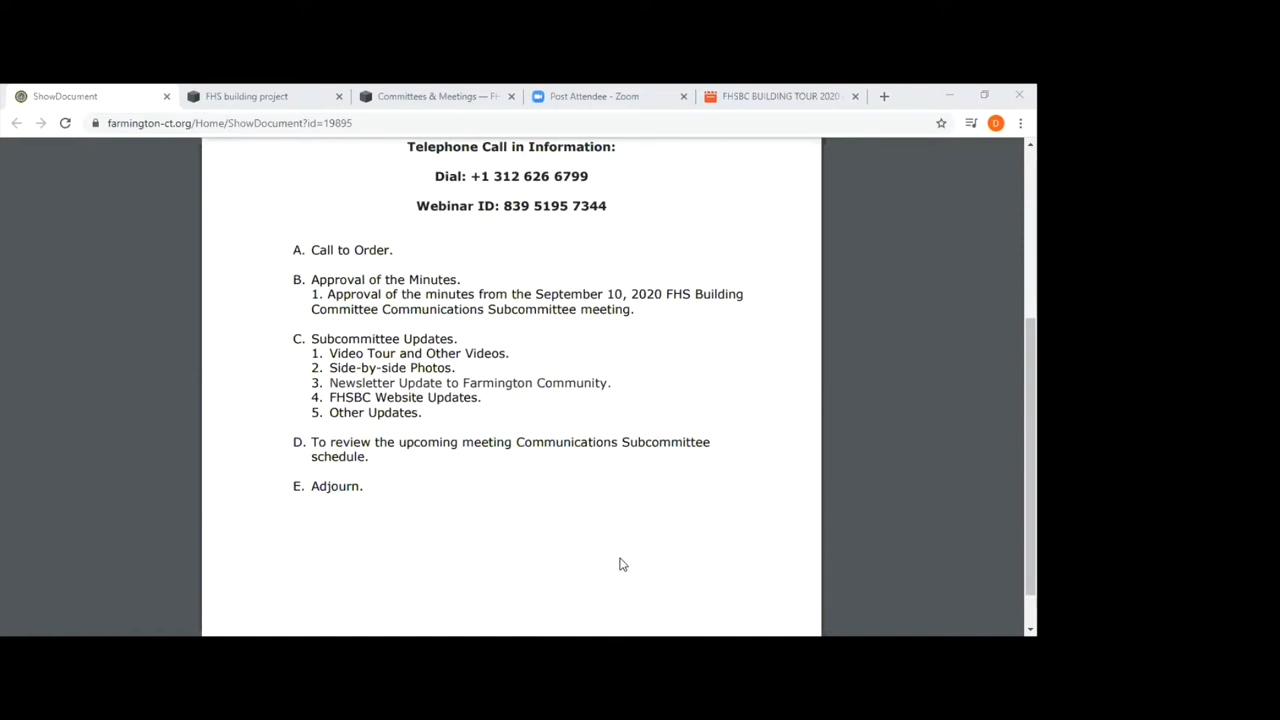 ShowDocument
FHS building project
Committees & Meetings — FH
Post Attendee - Zoom
FHSBC BUILDING TOUR 2020
farmington-ct.org/Home/ShowDocument?id=19895
D
Telephone Call in Information:
Dial: +1 312 626 6799
Webinar ID: 839 5195 7344
A. Call to Order.
B. Approval of the Minutes.
1. Approval of the minutes from the September 10, 2020 FHS Building
Committee Communications Subcommittee meeting.
C. Subcommittee Updates.
1. Video Tour and Other Videos.
2. Side-by-side Photos.
3. Newsletter Update to Farmington Community.
4. FHSBC Website Updates.
5. Other Updates.
D. To review the upcoming meeting Communications Subcommittee
schedule.
E. Adjourn.